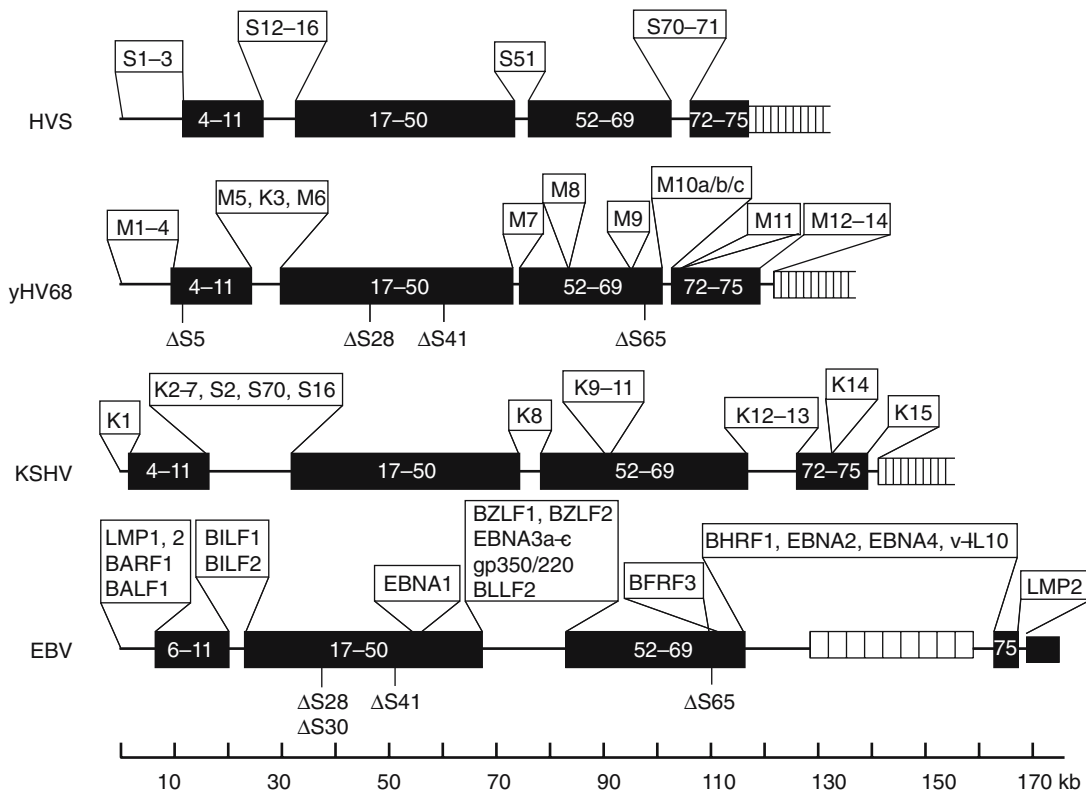 S12–16
S70–71
S1–3
S51
HVS
4–11
17–50
52–69
72–75
M5, K3, M6
M8
M10a/b/c
M1–4
M7
M9
M11
M12–14
yHV68
4–11
17–50
52–69
72–75
ΔS5
ΔS28
ΔS41
ΔS65
K2–7, S2, S70, S16
K9–11
K14
K1
K8
K12–13
K15
KSHV
4–11
17–50
52–69
72–75
LMP1, 2
BARF1
BALF1
BILF1
BILF2
EBNA1
BZLF1, BZLF2
EBNA3a-c
gp350/220
BLLF2
BFRF3
BHRF1, EBNA2, EBNA4, v-IL10
LMP2
EBV
6–11
17–50
52–69
75
ΔS28
ΔS30
ΔS41
ΔS65
10 30 50 70 90 110 130 150 170 kb